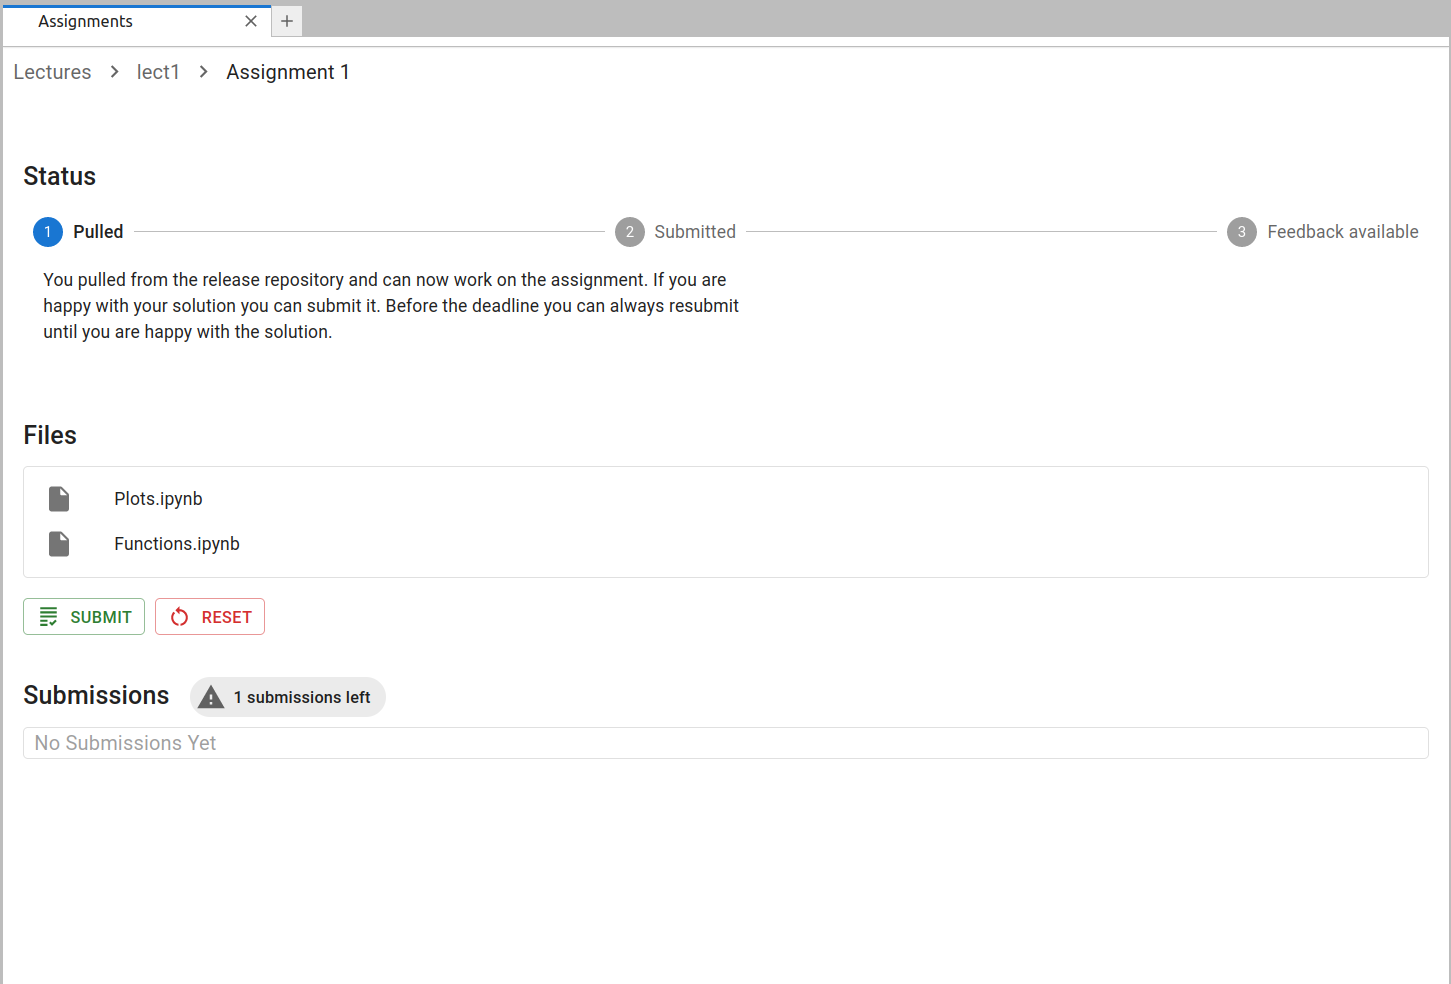 Assignments
Lectures > lect1 > Assignment 1
Status
1 Pulled 2 Submitted 3 Feedback available
You pulled from the release repository and can now work on the assignment. If you are
happy with your solution you can submit it. Before the deadline you can always resubmit
until you are happy with the solution.
Files
Plots.ipynb
Functions.ipynb
SUBMIT RESET
Submissions 1 submissions left
No Submissions Yet